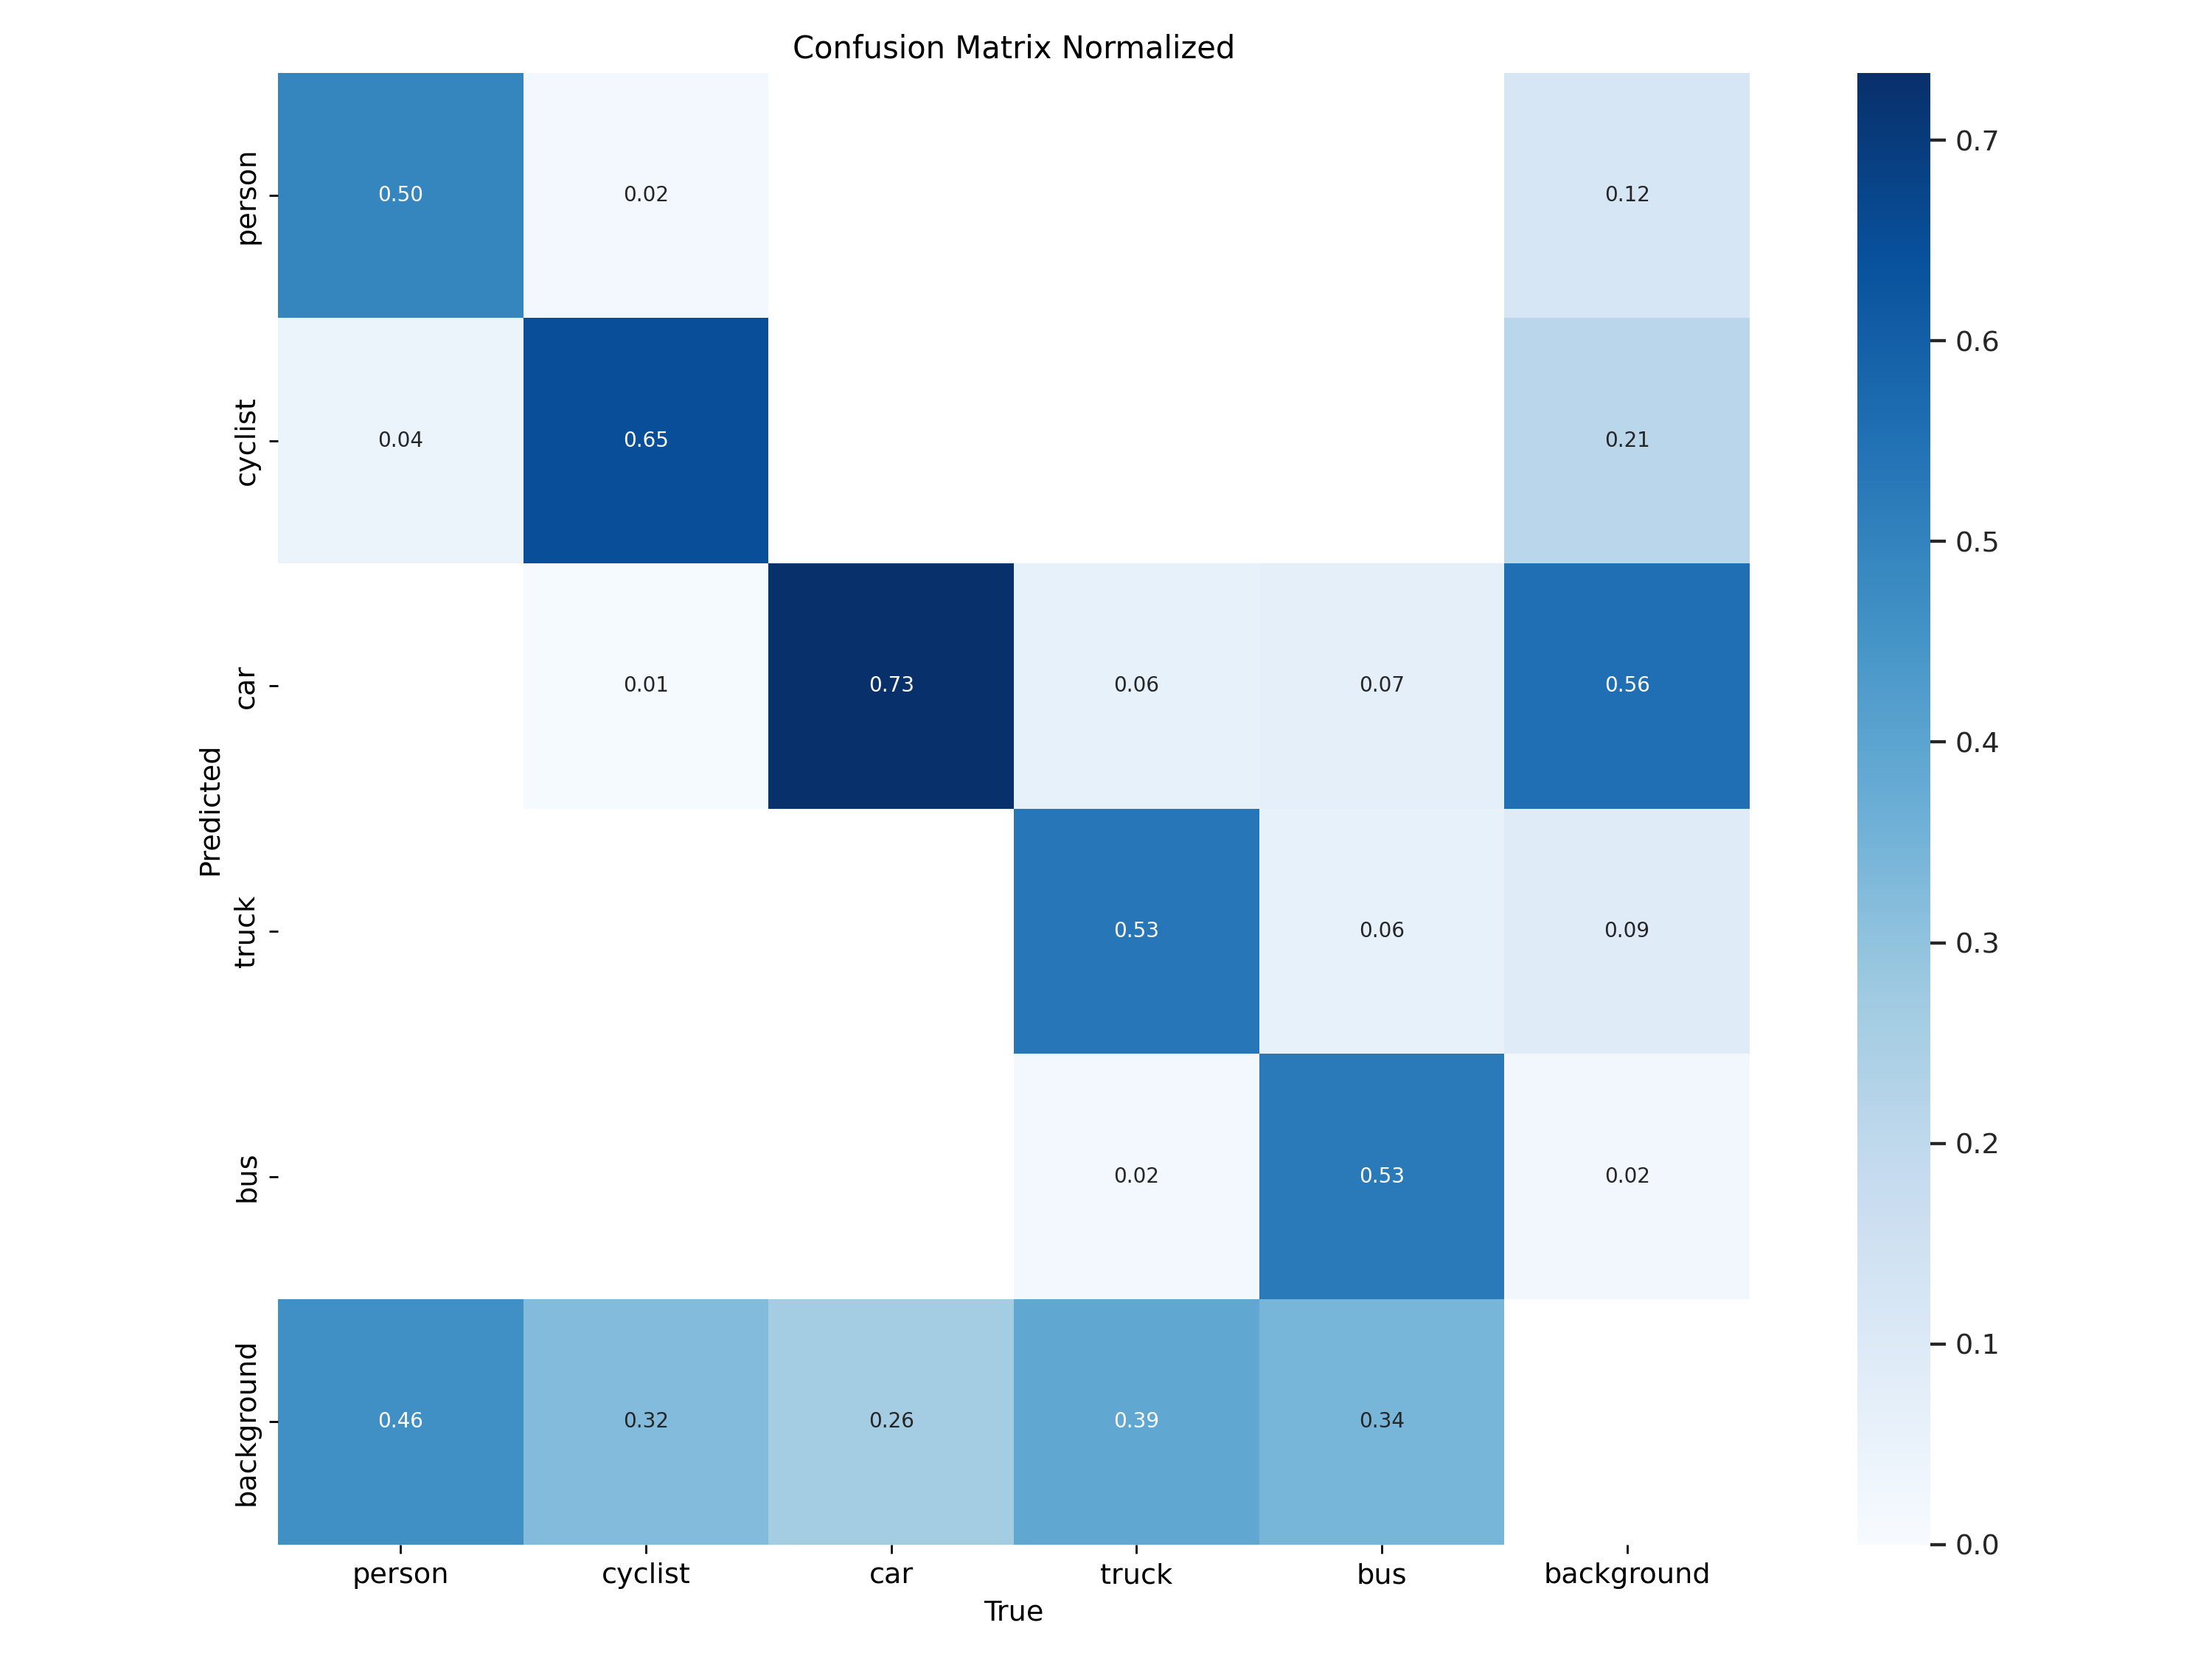 Confusion Matrix Normalized
person
0.50
0.02
0.12
cyclist
0.04
0.65
0.21
car
0.01
0.73
0.06
0.07
0.56
truck
0.53
0.06
0.09
bus
0.02
0.53
0.02
background
0.46
0.32
0.26
0.39
0.34
Predicted
person
cyclist
car
truck
bus
background
True
0.7
0.6
0.5
0.4
0.3
0.2
0.1
0.0